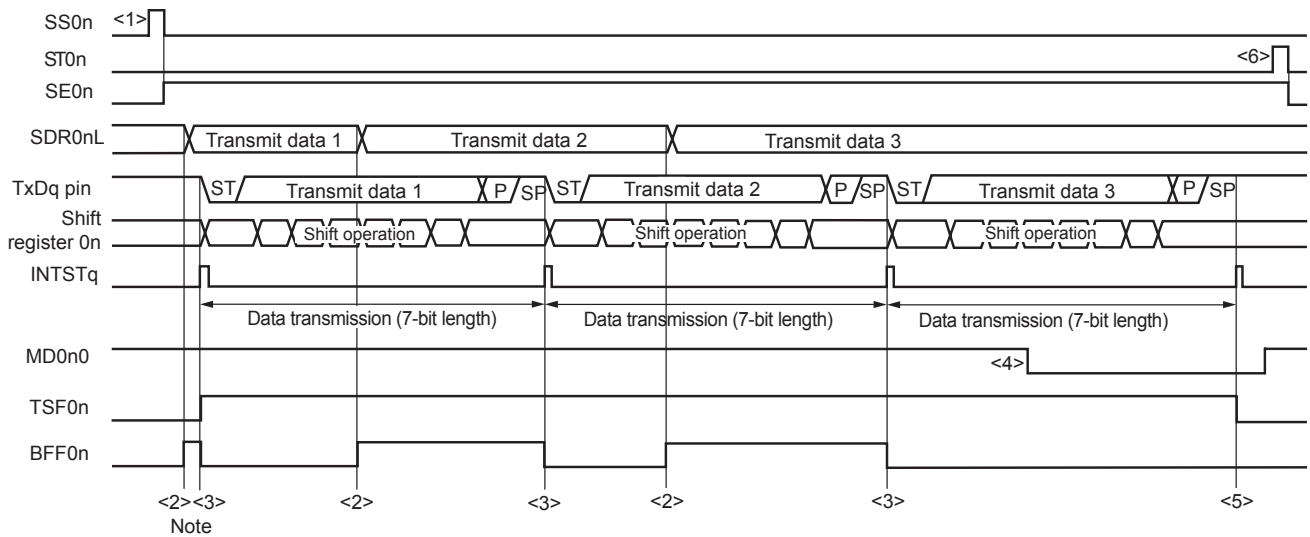 SS0n <1>
ST0n <6>
SE0n
SDR0nL Transmit data 1 Transmit data 2 Transmit data 3
TxDq pin ST Transmit data 1 P SP ST Transmit data 2 P SP ST Transmit data 3 P SP
Shift
register 0n Shift operation Shift operation Shift operation
INTSTq
Data transmission (7-bit length) Data transmission (7-bit length) Data transmission (7-bit length)
MD0n0 <4>
TSF0n
BFF0n
<2> <3> <2> <3> <2> <3> <5>
Note